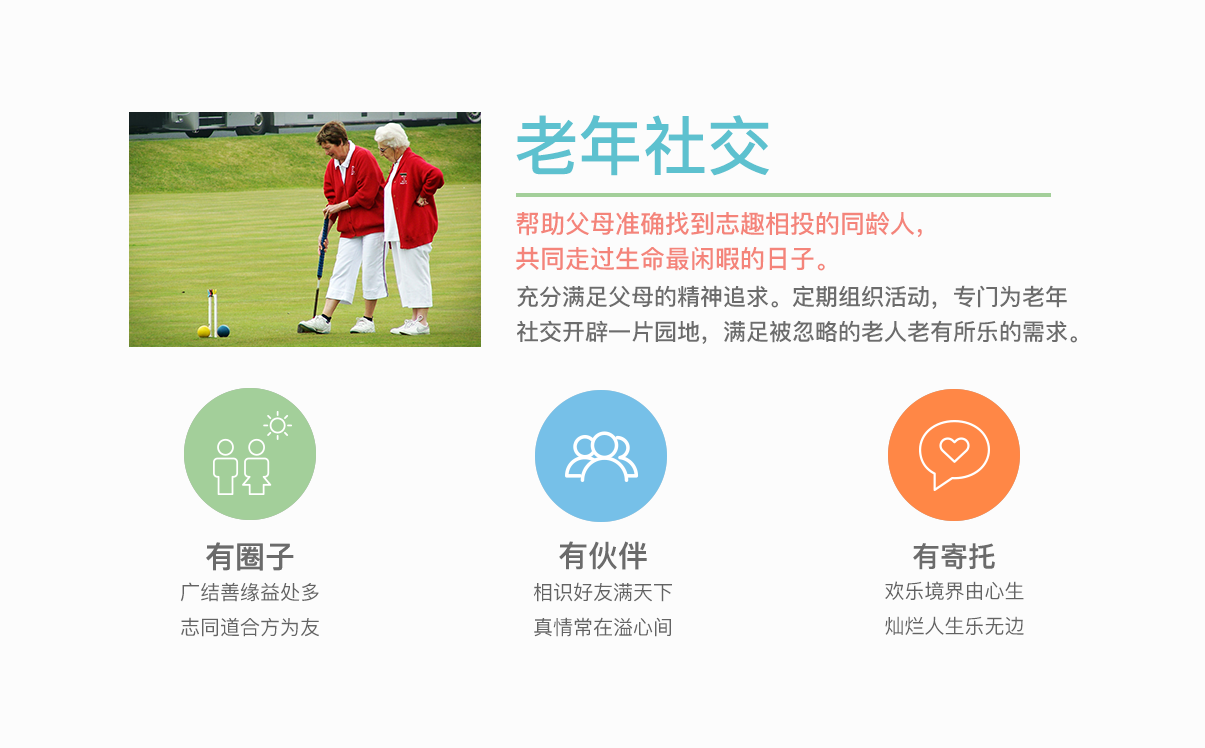 老年社交
帮助父母准确找到志趣相投的同龄人，
共同走过生命最闲暇的日子。
充分满足父母的精神追求。定期组织活动，专门为老年
社交开辟一片园地，满足被忽略的老人老有所乐的需求。
有圈子
广结善缘益处多
志同道合方为友
有伙伴
相识好友满天下
真情常在溢心间
有寄托
欢乐境界由心生
灿烂人生乐无边